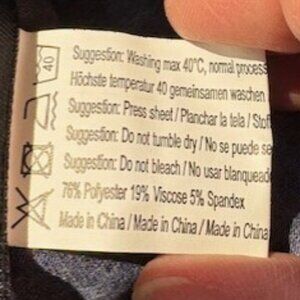 40
Suggestion: Washing max 40°C, normal process
Höchste temperatur 40 gemeinsamen waschen
Suggestion: Press sheet / Planchar la tela / Stoff
Suggestion: Do not tumble dry / No se puede se
Suggestion: Do not bleach / No usar blanquead
76% Polyester 19% Viscose 5% Spandex
Made in China / Made in China / Made in China